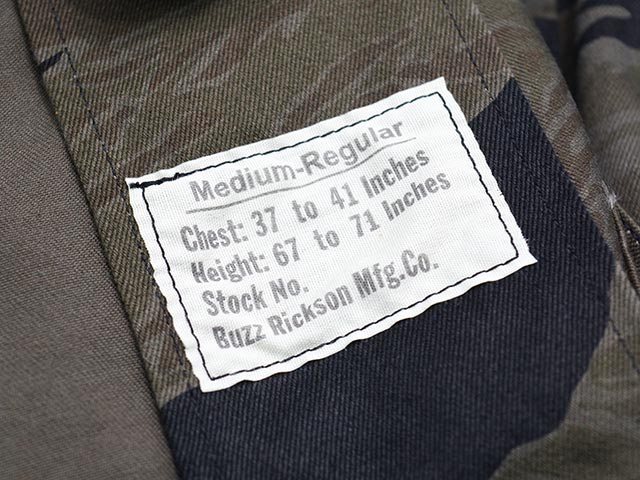 Medium-Regular
Chest: 37 to 41 Inches
Height: 67 to 71 Inches
Stock No.
Buzz Rickson Mfg.Co.